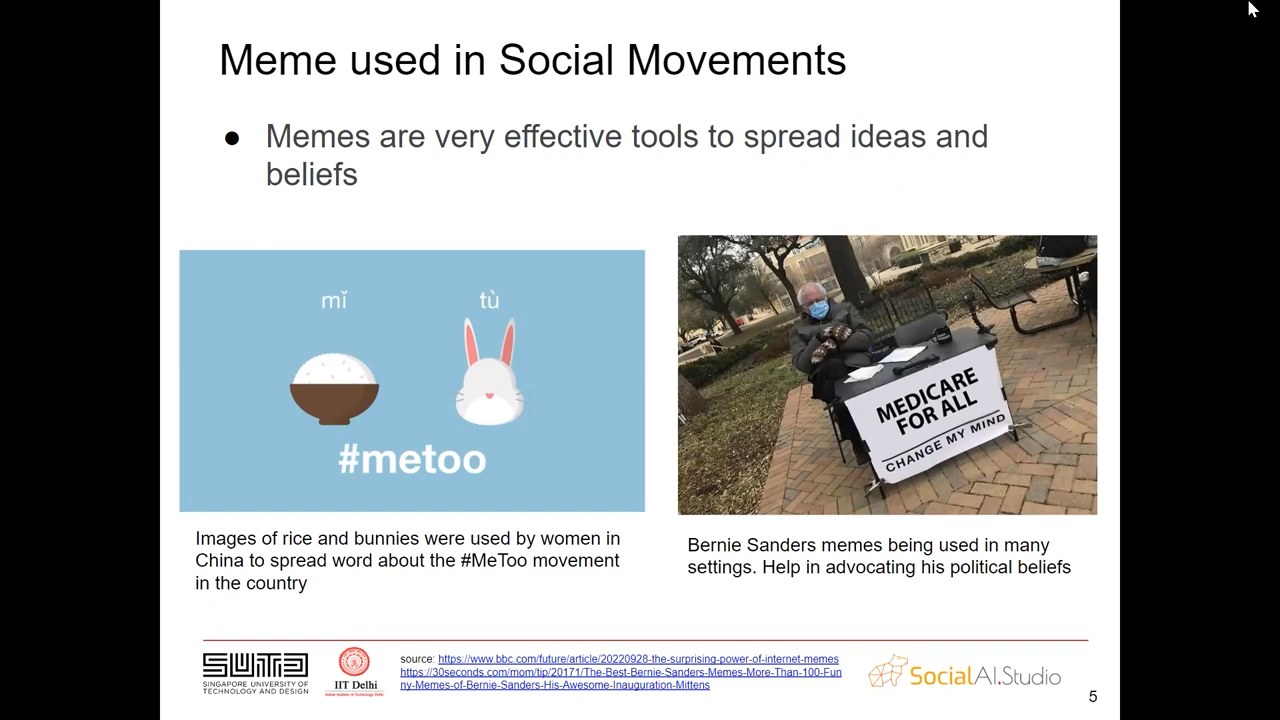 Meme used in Social Movements
● Memes are very effective tools to spread ideas and
beliefs
mǐ
tù
#metoo
MEDICARE
FOR ALL
CHANGE MY MIND
Images of rice and bunnies were used by women in
China to spread word about the #MeToo movement
in the country
Bernie Sanders memes being used in many
settings. Help in advocating his political beliefs
SUTD
SINGAPORE UNIVERSITY OF
TECHNOLOGY AND DESIGN
IIT Delhi
source: https://www.bbc.com/future/article/20220928-the-surprising-power-of-internet-memes
https://30seconds.com/mom/tip/20171/The-Best-Bernie-Sanders-Memes-More-Than-100-Fun
ny-Memes-of-Bernie-Sanders-His-Awesome-Inauguration-Mittens
SocialAI.Studio
5